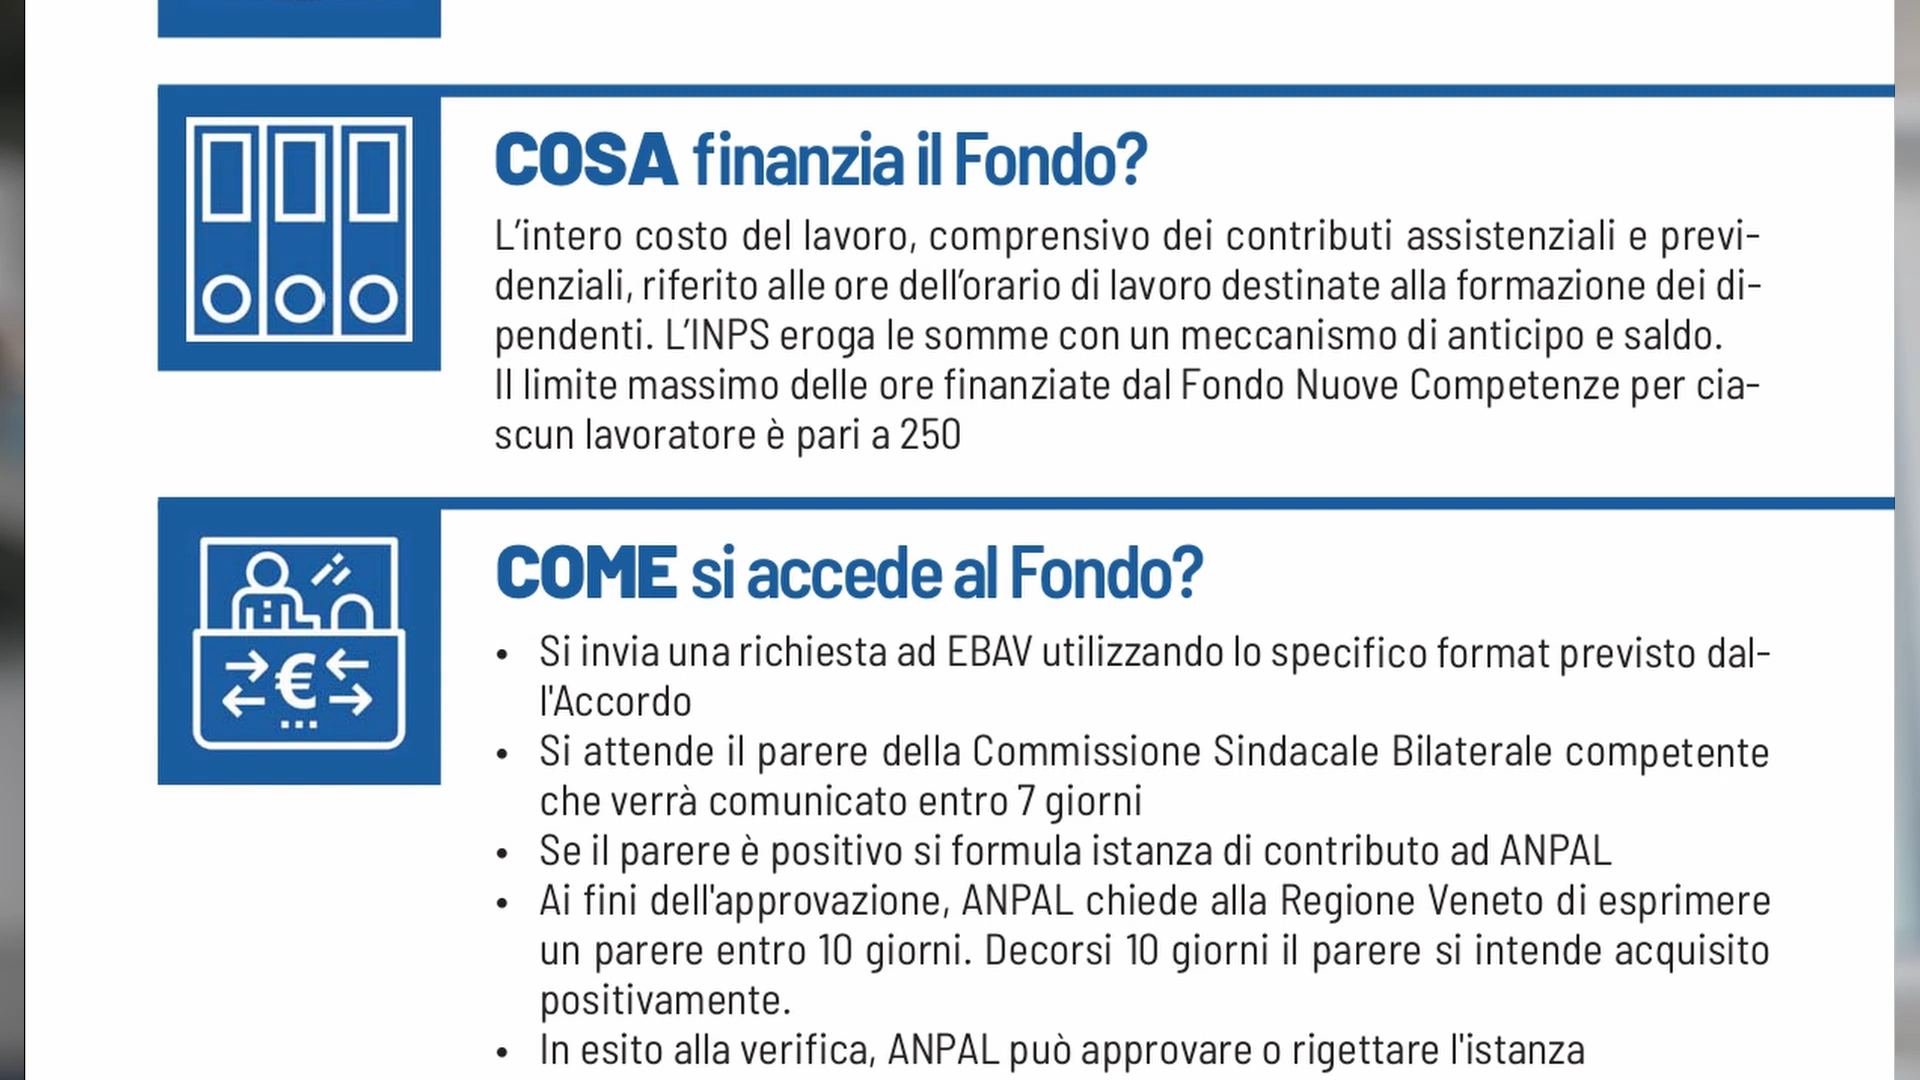 COSA finanzia il Fondo?
L’intero costo del lavoro, comprensivo dei contributi assistenziali e previ-
denziali, riferito alle ore dell’orario di lavoro destinate alla formazione dei di-
pendenti. L’INPS eroga le somme con un meccanismo di anticipo e saldo.
Il limite massimo delle ore finanziate dal Fondo Nuove Competenze per cia-
scun lavoratore è pari a 250
€
COME si accede al Fondo?
• Si invia una richiesta ad EBAV utilizzando lo specifico format previsto dal-
l'Accordo
• Si attende il parere della Commissione Sindacale Bilaterale competente
che verrà comunicato entro 7 giorni
• Se il parere è positivo si formula istanza di contributo ad ANPAL
• Ai fini dell'approvazione, ANPAL chiede alla Regione Veneto di esprimere
un parere entro 10 giorni. Decorsi 10 giorni il parere si intende acquisito
positivamente.
• In esito alla verifica, ANPAL può approvare o rigettare l'istanza